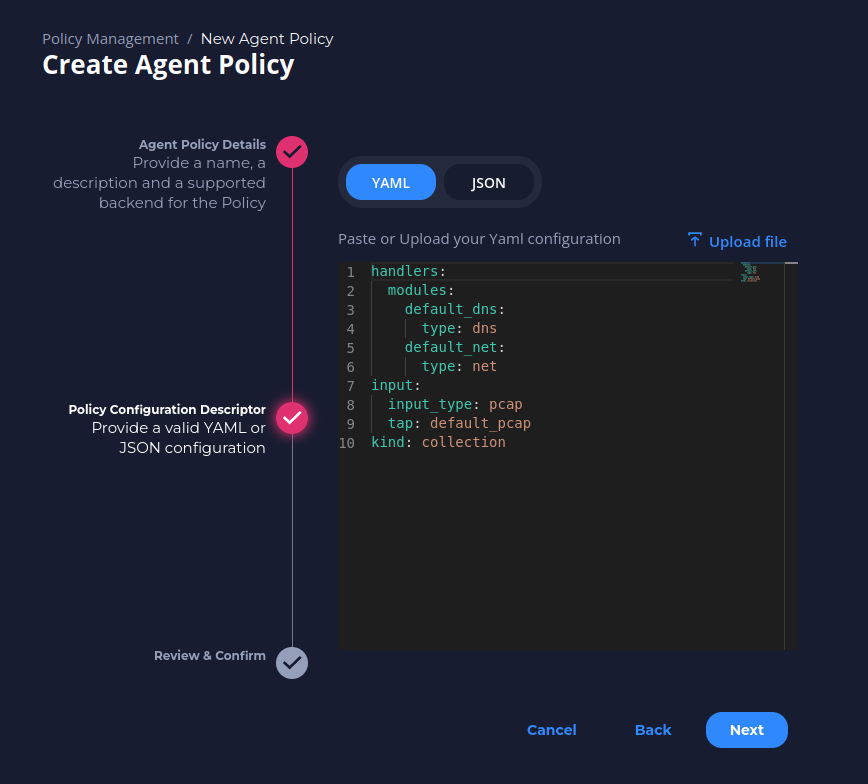 Policy Management / New Agent Policy
Create Agent Policy
Agent Policy Details
Provide a name, a
description and a supported
backend for the Policy
YAML JSON
Paste or Upload your Yaml configuration
Upload file
1 handlers:
2   modules:
3     default_dns:
4       type: dns
5     default_net:
6       type: net
7 input:
8   input_type: pcap
9   tap: default_pcap
10 kind: collection
Policy Configuration Descriptor
Provide a valid YAML or
JSON configuration
Review & Confirm
Cancel Back Next